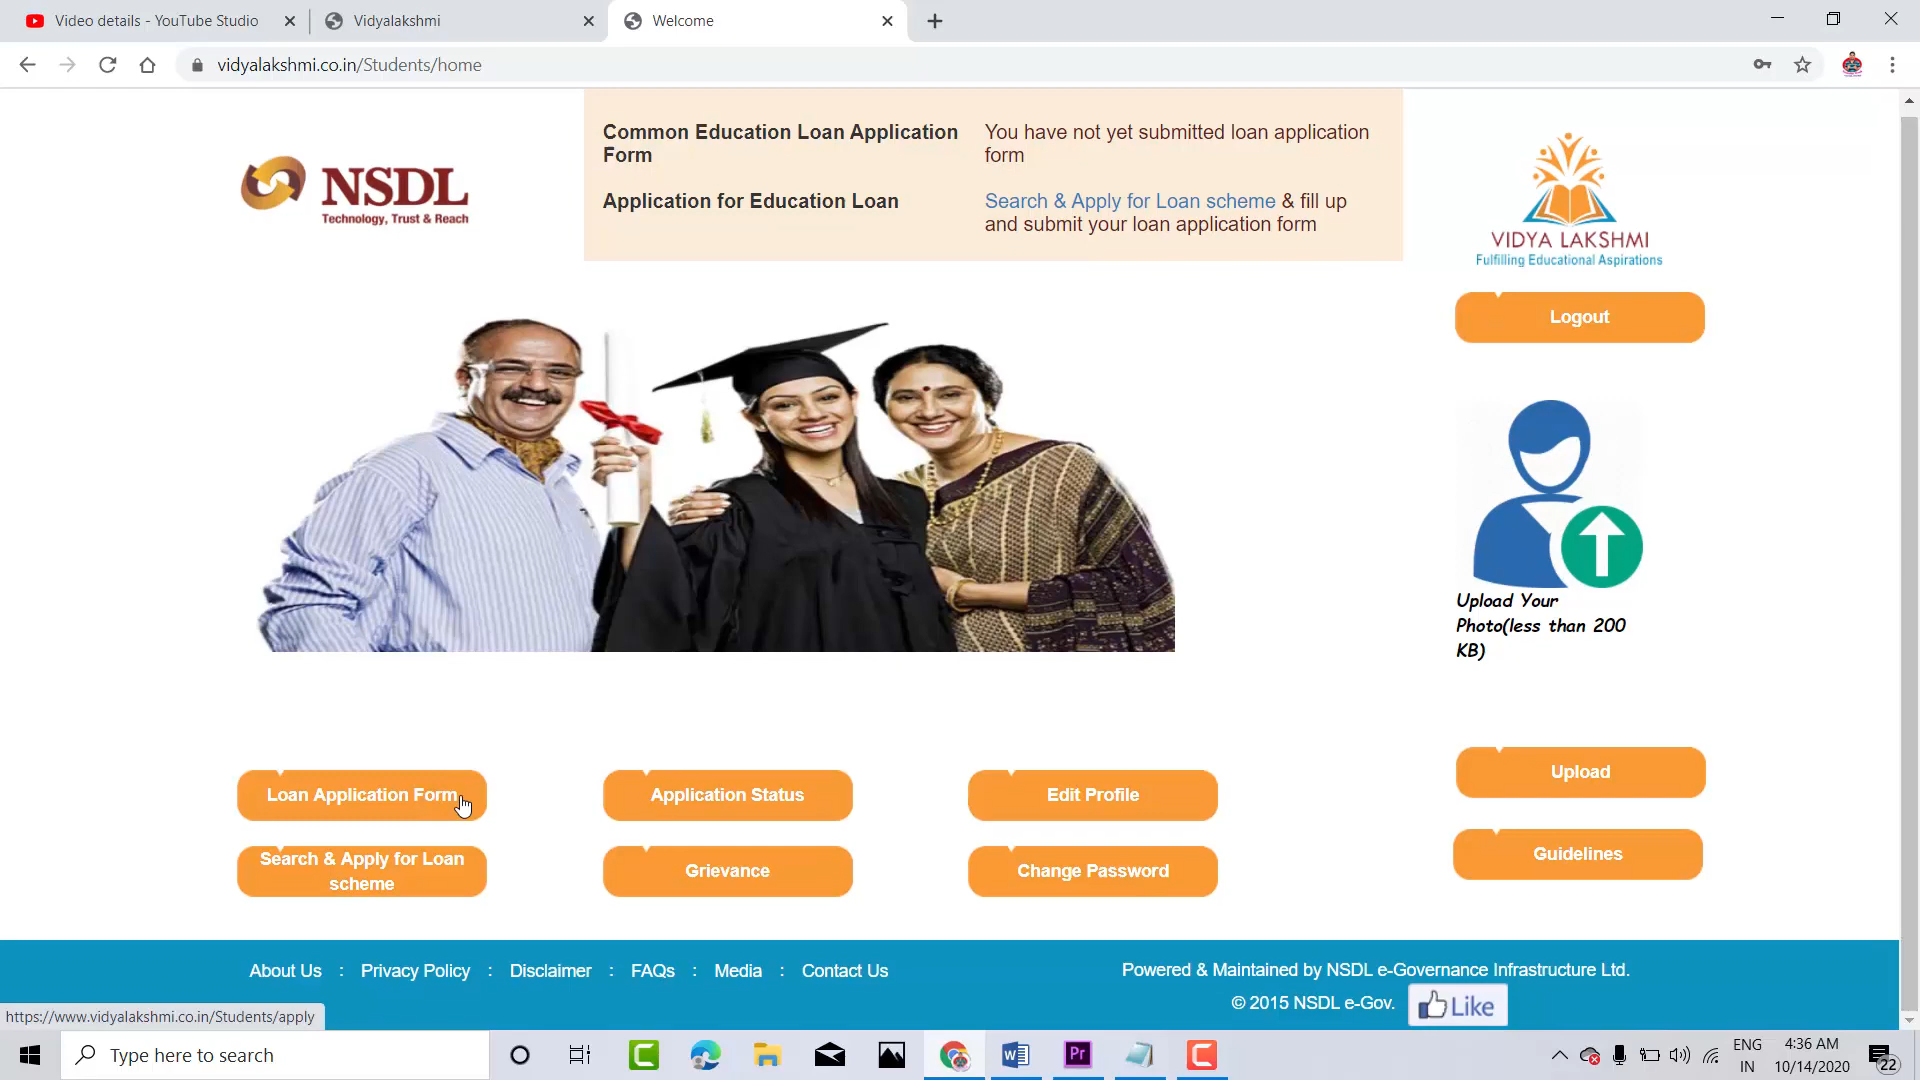 Video details - YouTube Studio
Vidyalakshmi
Welcome
vidyalakshmi.co.in/Students/home
NSDL
Technology, Trust & Reach
Common Education Loan Application
Form
You have not yet submitted loan application
form
Application for Education Loan
Search & Apply for Loan scheme & fill up
and submit your loan application form
VIDYA LAKSHMI
Fulfilling Educational Aspirations
Logout
Upload Your
Photo(less than 200
KB)
Loan Application Form
Application Status
Edit Profile
Upload
Search & Apply for Loan
scheme
Grievance
Change Password
Guidelines
About Us : Privacy Policy : Disclaimer : FAQs : Media : Contact Us
Powered & Maintained by NSDL e-Governance Infrastructure Ltd.
© 2015 NSDL e-Gov.
Like
https://www.vidyalakshmi.co.in/Students/apply
Type here to search
Pr
ENG
IN
4:36 AM
10/14/2020
22